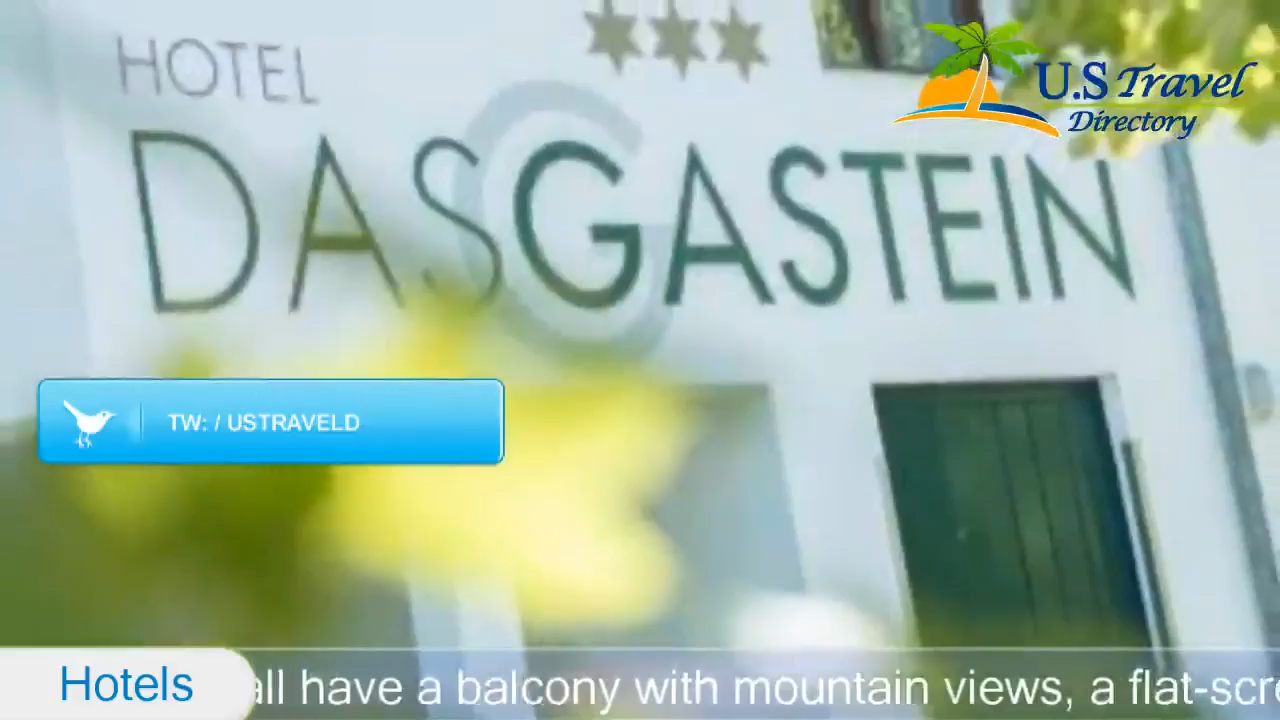 HOTEL
DASGASTEIN
U.S Travel
Directory
TW: / USTRAVELD
Hotels
all have a balcony with mountain views, a flat-scre